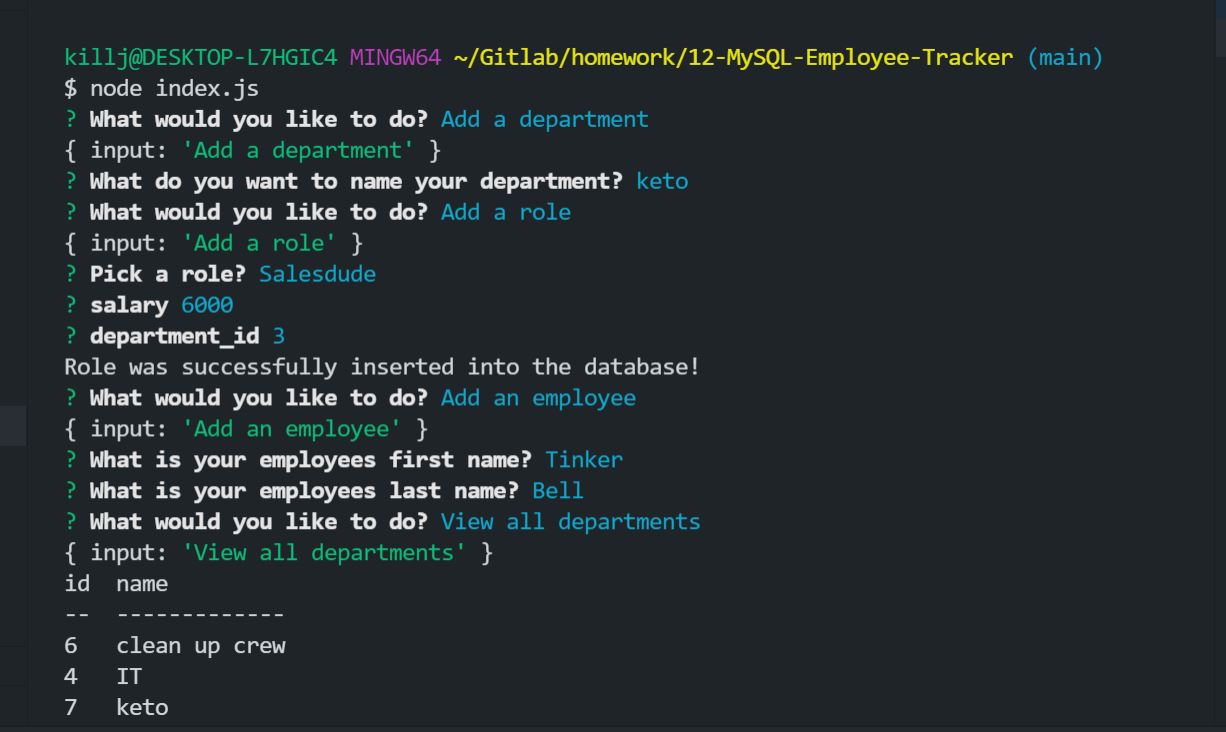 killj@DESKTOP-L7HGIC4 MINGW64 ~/Gitlab/homework/12-MySQL-Employee-Tracker (main)
$ node index.js
? What would you like to do? Add a department
{ input: 'Add a department' }
? What do you want to name your department? keto
? What would you like to do? Add a role
{ input: 'Add a role' }
? Pick a role? Salesdude
? salary 6000
? department_id 3
Role was successfully inserted into the database!
? What would you like to do? Add an employee
{ input: 'Add an employee' }
? What is your employees first name? Tinker
? What is your employees last name? Bell
? What would you like to do? View all departments
{ input: 'View all departments' }
id  name
--  -------------
6   clean up crew
4   IT
7   keto